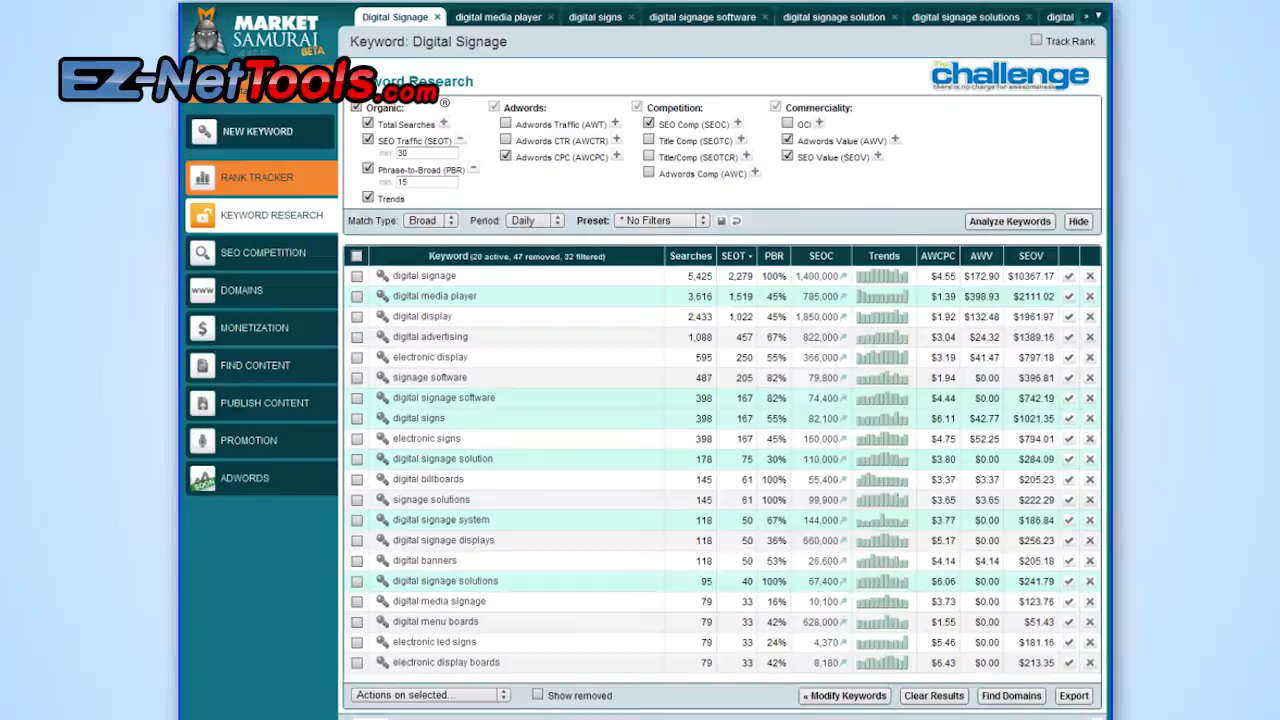 MARKET
SAMURAI
BETA
EZ-NetTools.com®
Digital Signage
digital media player
digital signs
digital signage software
digital signage solution
digital signage solutions
digital
Keyword: Digital Signage
Track Rank
word Research
The challenge
there is no charge for awesomeness
NEW KEYWORD
RANK TRACKER
KEYWORD RESEARCH
SEO COMPETITION
www DOMAINS
$ MONETIZATION
FIND CONTENT
PUBLISH CONTENT
PROMOTION
SOON ADWORDS
Organic: Adwords: Competition: Commerciality:
Total Searches Adwords Traffic (AWT) SEO Comp (SEOC) OCI
SEO Traffic (SEOT) Adwords CTR (AWCTR) Title Comp (SEOTC) Adwords Value (AWV)
min: 30
Adwords CPC (AWCPC) Title/Comp (SEOTCR) SEO Value (SEOV)
Phrase-to-Broad (PBR) Adwords Comp (AWC)
min: 15
Trends
Match Type: Broad Period: Daily Preset: * No Filters Analyze Keywords Hide
Keyword (20 active, 47 removed, 32 filtered) Searches SEOT PBR SEOC Trends AWCPC AWV SEOV
digital signage 5,425 2,279 100% 1,400,000 $4.55 $172.90 $10367.17
digital media player 3,616 1,519 45% 785,000 $1.39 $398.93 $2111.02
digital display 2,433 1,022 45% 1,850,000 $1.92 $132.48 $1961.97
digital advertising 1,088 457 67% 822,000 $3.04 $24.32 $1389.16
electronic display 595 250 55% 366,000 $3.19 $41.47 $797.18
signage software 487 205 82% 79,800 $1.94 $0.00 $396.81
digital signage software 398 167 82% 74,400 $4.44 $0.00 $742.19
digital signs 398 167 55% 82,100 $6.11 $42.77 $1021.35
electronic signs 398 167 45% 160,000 $4.75 $52.25 $794.01
digital signage solution 178 75 30% 110,000 $3.80 $0.00 $284.09
digital billboards 145 61 100% 55,400 $3.37 $3.37 $205.23
signage solutions 145 61 100% 99,900 $3.65 $3.65 $222.29
digital signage system 118 50 67% 144,000 $3.77 $0.00 $186.84
digital signage displays 118 50 36% 660,000 $5.17 $0.00 $256.23
digital banners 118 50 53% 26,600 $4.14 $4.14 $205.18
digital signage solutions 95 40 100% 67,400 $6.06 $0.00 $241.79
digital media signage 79 33 16% 10,100 $3.73 $0.00 $123.76
digital menu boards 79 33 42% 628,000 $1.55 $0.00 $51.43
electronic led signs 79 33 24% 4,370 $5.46 $0.00 $181.16
electronic display boards 79 33 42% 8,180 $6.43 $0.00 $213.35
Actions on selected... Show removed « Modify Keywords Clear Results Find Domains Export